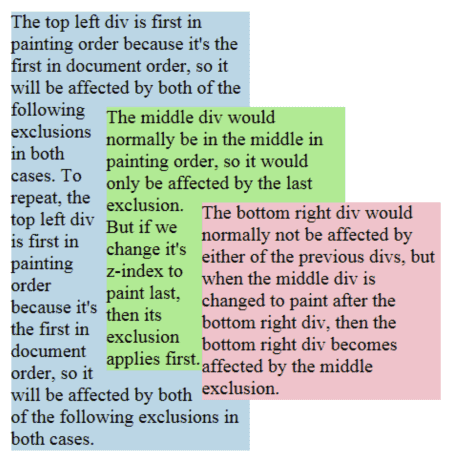 The top left div is first in
painting order because it's the
first in document order, so it
will be affected by both of the
following
exclusions
in both
cases. To
repeat, the
top left div
is first in
painting
order
because it's
the first in
document
order, so it
will be affected by both
of the following exclusions in
both cases.
The middle div would
normally be in the middle in
painting order, so it would
only be affected by the last
exclusion.
But if we
change it's
z-index to
paint last,
then its
exclusion
applies first.
The bottom right div would
normally not be affected by
either of the previous divs, but
when the middle div is
changed to paint after the
bottom right div, then the
bottom right div becomes
affected by the middle
exclusion.